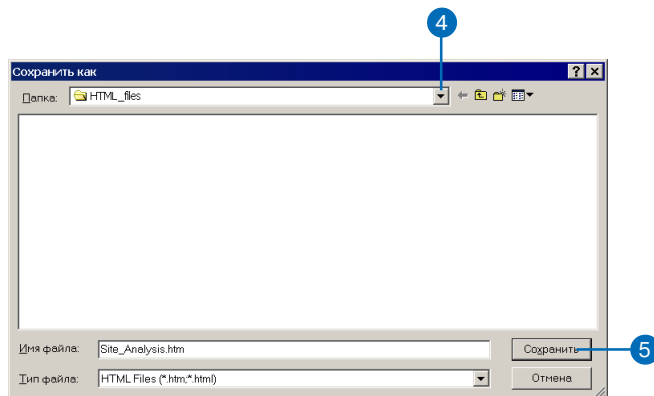 4
Сохранить как
Папка: HTML_files
Имя файла: Site_Analysis.htm Сохранить 5
Тип файла: HTML Files (*.htm;*.html) Отмена